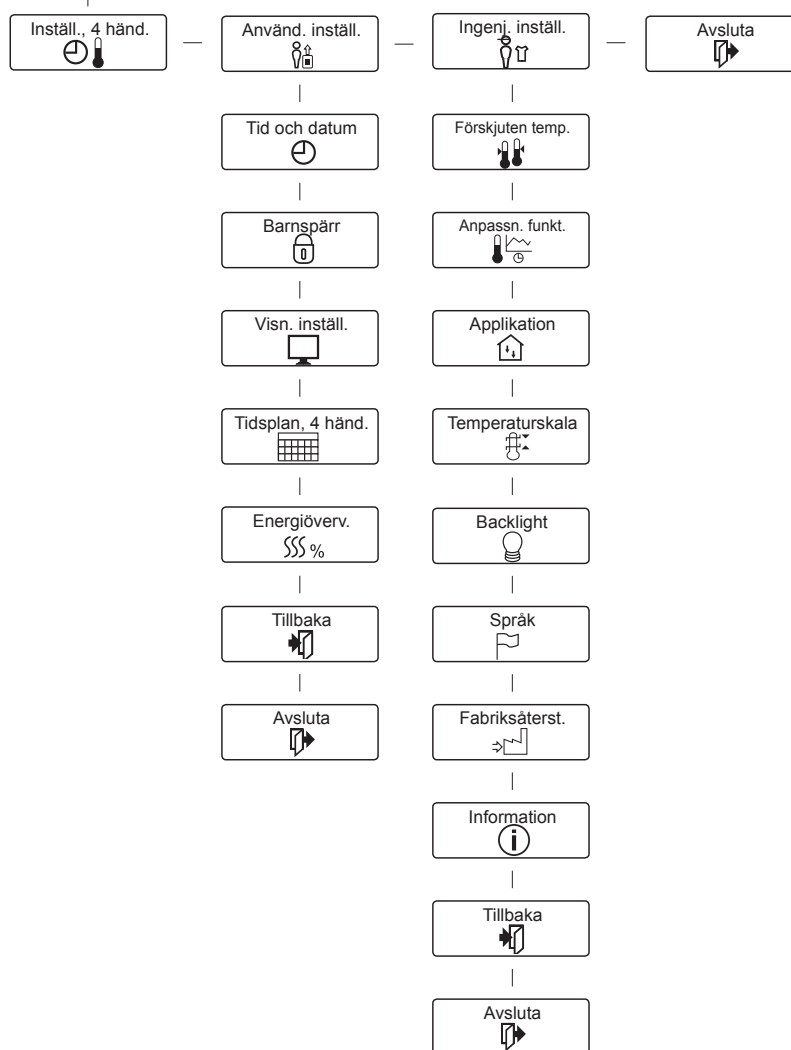 Inställ., 4 händ.
Använd. inställ.
Ingenj. inställ.
Avsluta
Tid och datum
Förskjuten temp.
Barnspärr
Anpassn. funkt.
Visn. inställ.
Applikation
Tidsplan, 4 händ.
Temperaturskala
Energiöverv.
%
Backlight
Tillbaka
Språk
Avsluta
Fabriksåterst.
Information
i
Tillbaka
Avsluta